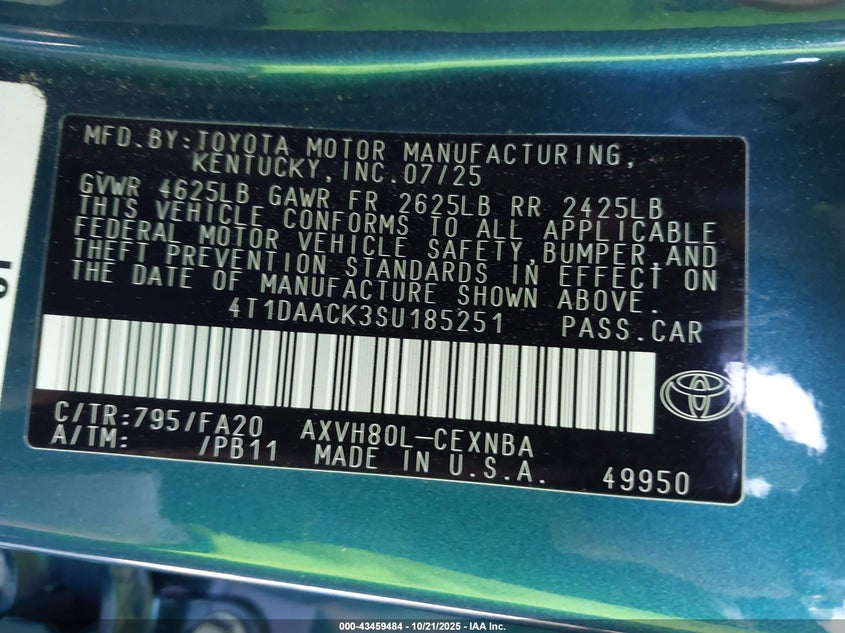 MFD.BY:TOYOTA MOTOR MANUFACTURING,
KENTUCKY,INC.07/25
GVWR 4625LB GAWR FR 2625LB RR 2425LB
THIS VEHICLE CONFORMS TO ALL APPLICABLE
FEDERAL MOTOR VEHICLE SAFETY,BUMPER,AND
THEFT PREVENTION STANDARDS IN EFFECT ON
THE DATE OF MANUFACTURE SHOWN ABOVE.
4T1DAACK3SU185251 PASS.CAR
C/TR:795/FA20 AXVH80L-CEXNBA
A/TM: /PB11 MADE IN U.S.A. 49950
000-43459484 - 10/21/2025 - IAA Inc.